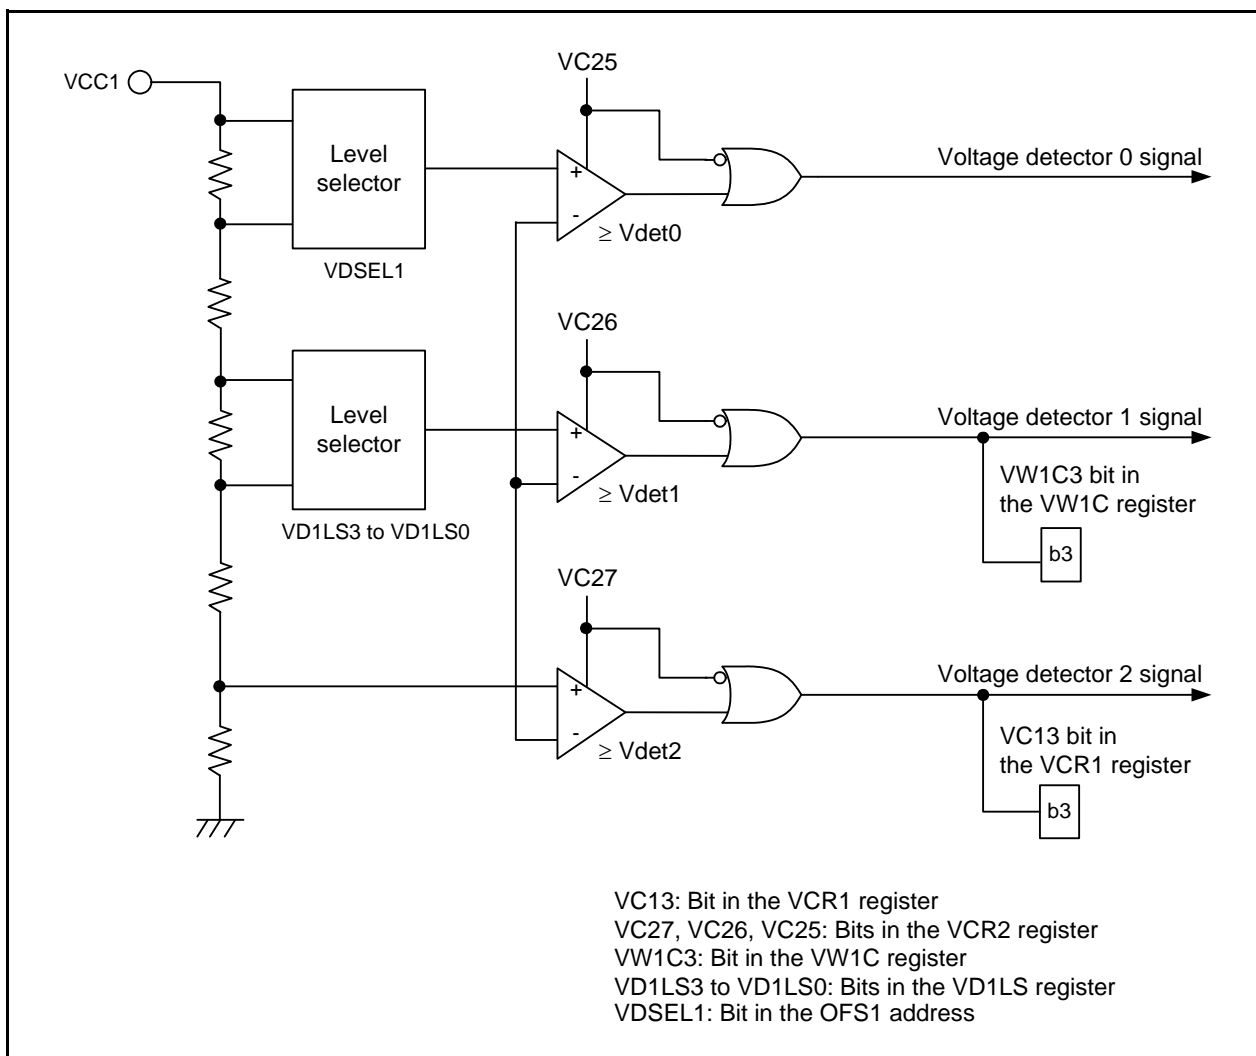 VCC1
Level
selector
VDSEL1
VC25
+
-
≥ Vdet0
Voltage detector 0 signal
Level
selector
VD1LS3 to VD1LS0
VC26
+
-
≥ Vdet1
Voltage detector 1 signal
VW1C3 bit in
the VW1C register
b3
VC27
+
-
≥ Vdet2
Voltage detector 2 signal
VC13 bit in
the VCR1 register
b3
VC13: Bit in the VCR1 register
VC27, VC26, VC25: Bits in the VCR2 register
VW1C3: Bit in the VW1C register
VD1LS3 to VD1LS0: Bits in the VD1LS register
VDSEL1: Bit in the OFS1 address